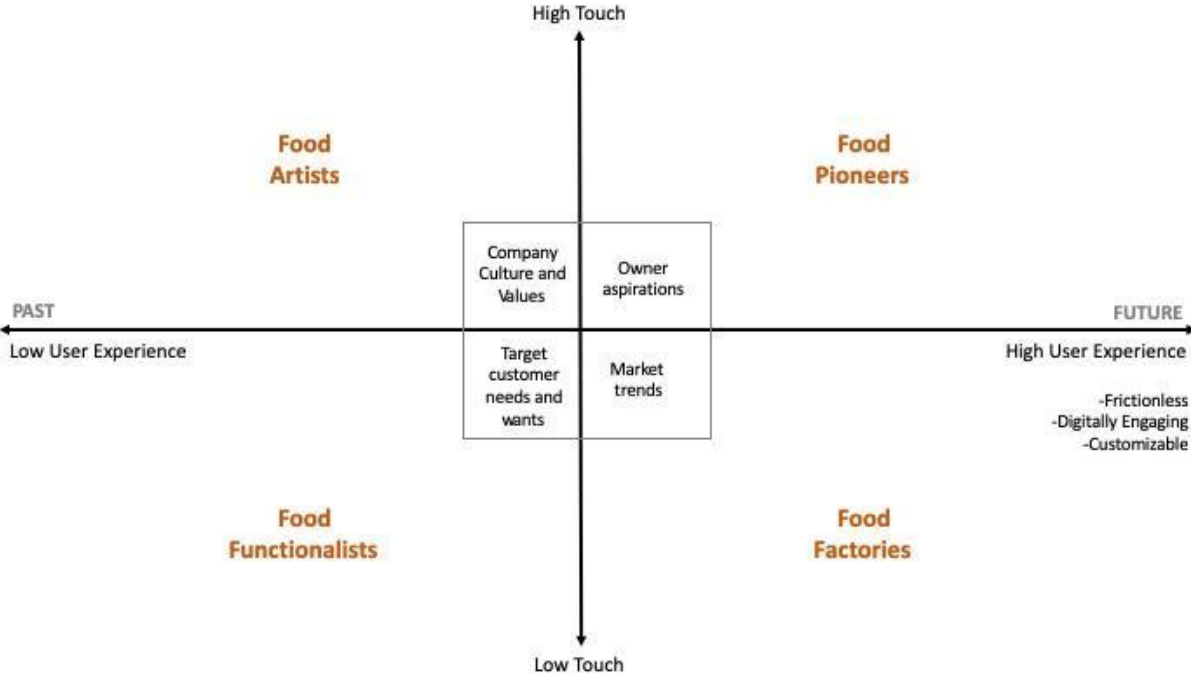 High Touch
Food
Artists
Food
Pioneers
Company
Culture and
Values
Owner
aspirations
PAST
FUTURE
Low User Experience
High User Experience
Target
customer
needs and
wants
Market
trends
-Frictionless
-Digitally Engaging
-Customizable
Food
Functionalists
Food
Factories
Low Touch